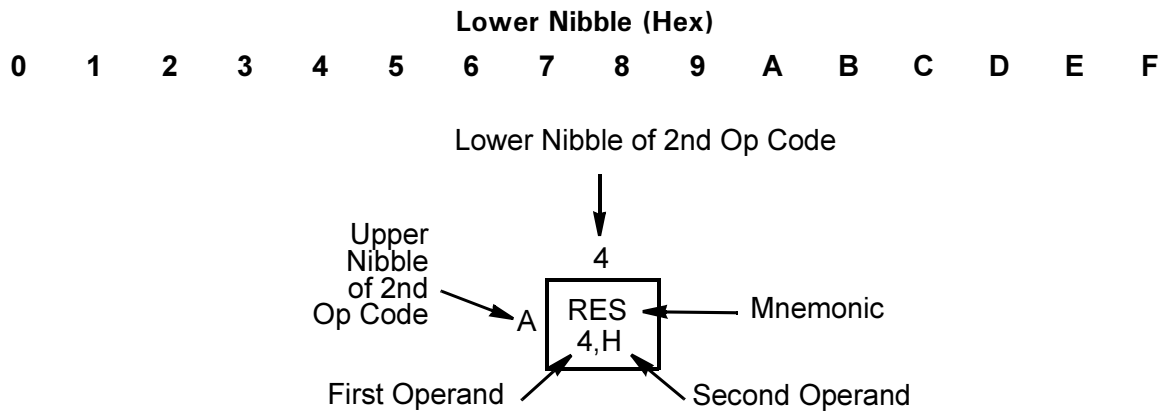 Lower Nibble (Hex)
0 1 2 3 4 5 6 7 8 9 A B C D E F
Lower Nibble of 2nd Op Code
Upper
Nibble
of 2nd
Op Code
4
A
RES
4,H
Mnemonic
First Operand
Second Operand